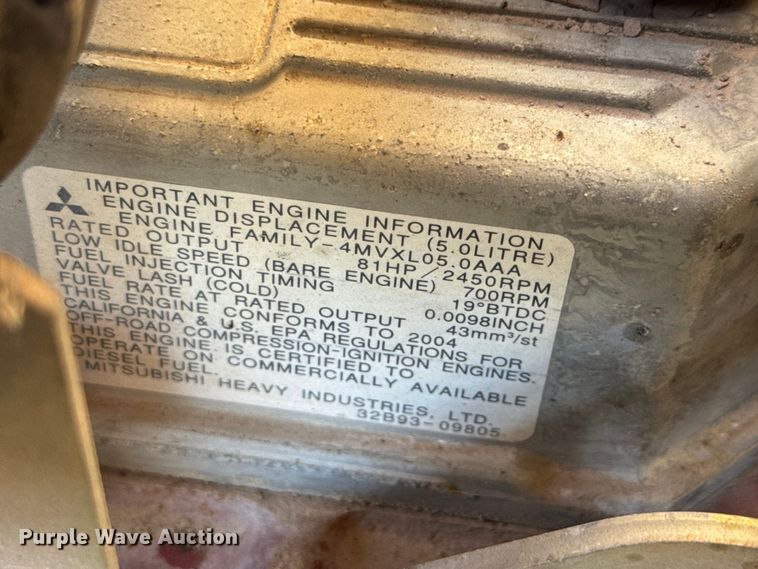 IMPORTANT ENGINE INFORMATION
ENGINE DISPLACEMENT (5.0LITRE)
ENGINE FAMILY-4MVXL05.0AAA
RATED OUTPUT 81HP/2450RPM
LOW IDLE SPEED (BARE ENGINE) 700RPM
FUEL INJECTION TIMING 19°BTDC
VALVE LASH (COLD) 0.0098INCH
FUEL RATE AT RATED OUTPUT 43mm³/st
THIS ENGINE CONFORMS TO 2004
CALIFORNIA & U.S. EPA REGULATIONS FOR
OFF-ROAD COMPRESSION-IGNITION ENGINES.
THIS ENGINE IS CERTIFIED TO
OPERATE ON COMMERCIALLY AVAILABLE
DIESEL FUEL.
MITSUBISHI HEAVY INDUSTRIES, LTD.
32B93-09805
Purple Wave Auction